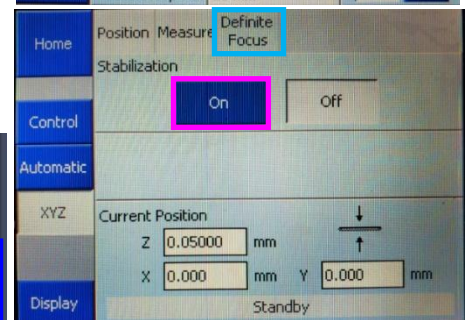 Home
Position Measure Definite Focus
Stabilization
On Off
Control
Automatic
XYZ
Current Position
Z 0.05000 mm
X 0.000 mm Y 0.000 mm
Display
Standby